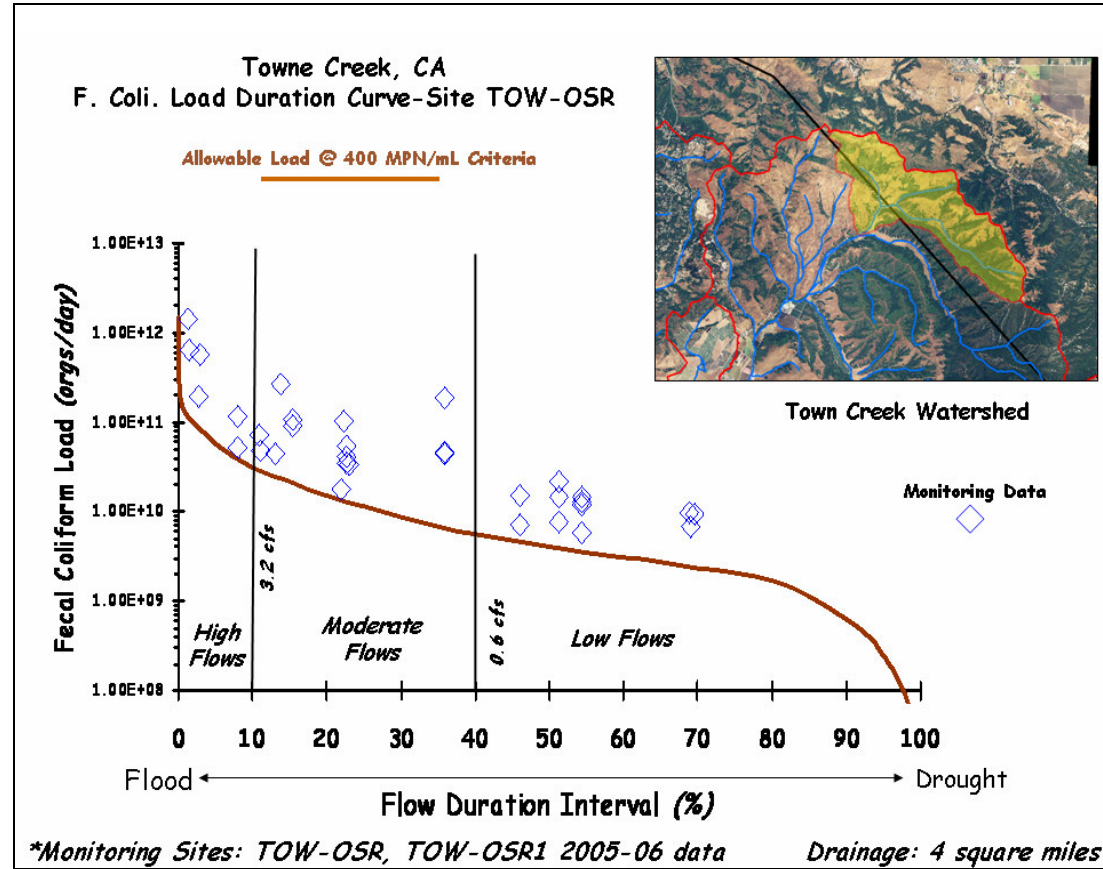 Towne Creek, CA
F. Coli. Load Duration Curve-Site TOW-OSR
Allowable Load @ 400 MPN/mL Criteria
Town Creek Watershed
Monitoring Data
Fecal Coliform Load (orgs/day)
1.00E+13
1.00E+12
1.00E+11
1.00E+10
1.00E+09
1.00E+08
3.2 cfs
0.6 cfs
High
Flows
Moderate
Flows
Low Flows
0 10 20 30 40 50 60 70 80 90 100
Flood Drought
Flow Duration Interval (%)
*Monitoring Sites: TOW-OSR, TOW-OSR1 2005-06 data Drainage: 4 square miles